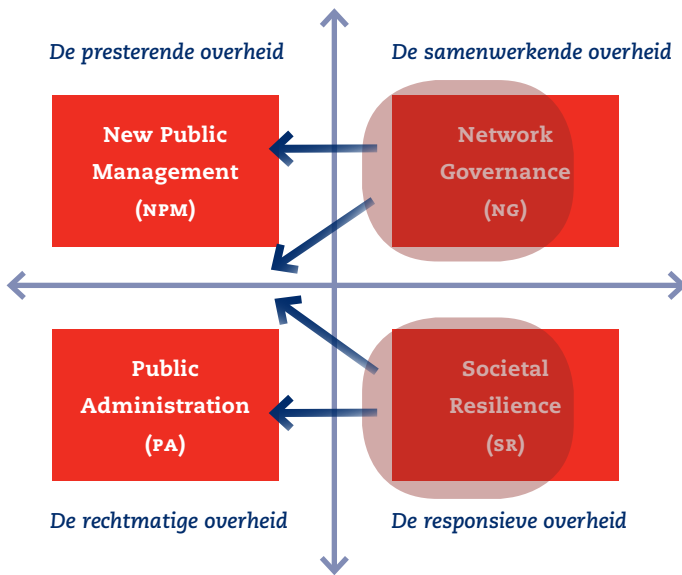 De presterende overheid
De samenwerkende overheid
New Public
Management
(NPM)
Network
Governance
(NG)
Public
Administration
(PA)
Societal
Resilience
(SR)
De rechtmatige overheid
De responsieve overheid